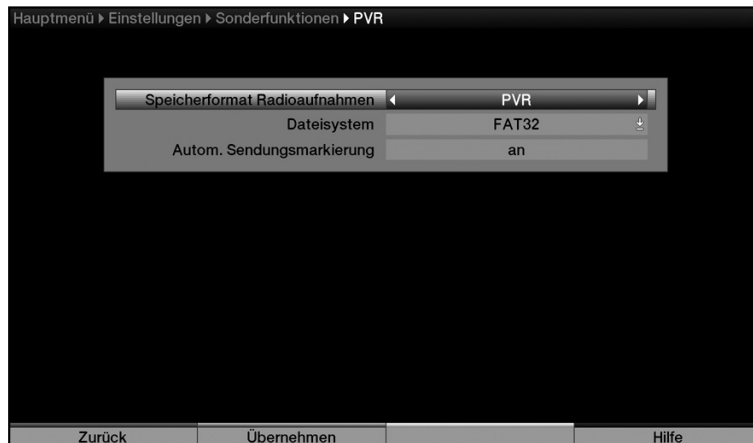 Hauptmenü ▸ Einstellungen ▸ Sonderfunktionen ▸ PVR
Speicherformat Radioaufnahmen PVR
Dateisystem FAT32
Autom. Sendungsmarkierung an
Zurück Übernehmen Hilfe